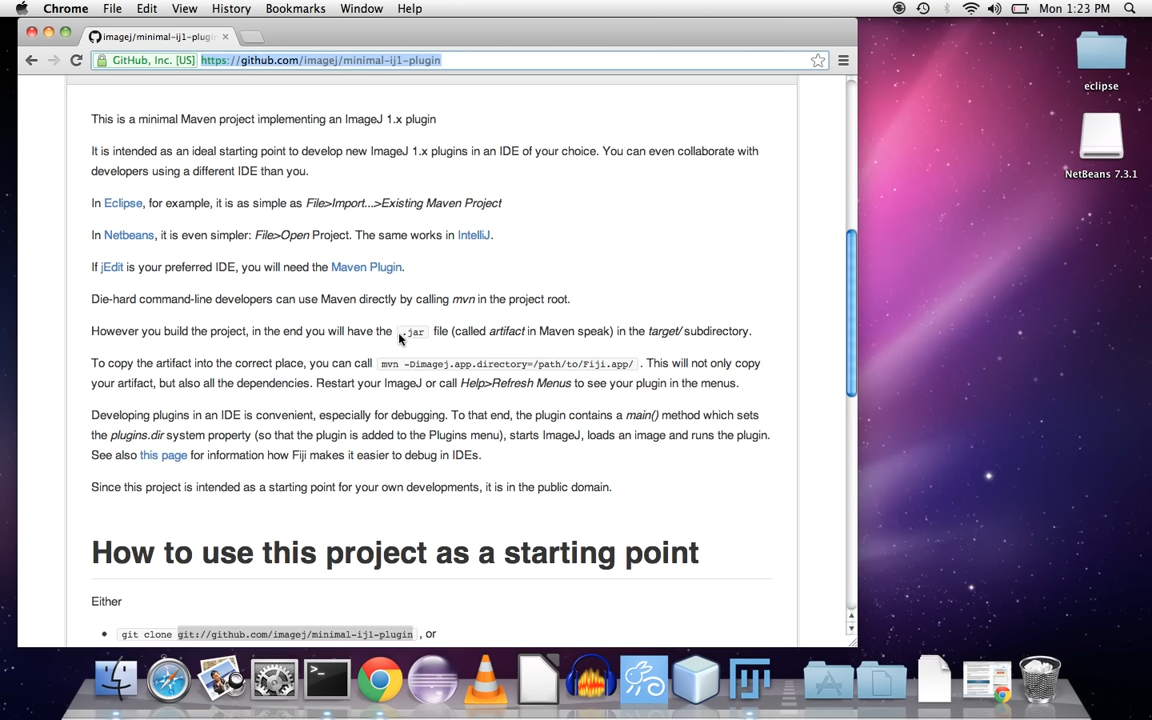 Chrome File Edit View History Bookmarks Window Help Mon 1:23 PM
imagej/minimal-ij1-plugin
GitHub, Inc. [US] https://github.com/imagej/minimal-ij1-plugin
This is a minimal Maven project implementing an ImageJ 1.x plugin
It is intended as an ideal starting point to develop new ImageJ 1.x plugins in an IDE of your choice. You can even collaborate with
developers using a different IDE than you.
In Eclipse, for example, it is as simple as File>Import...>Existing Maven Project
In Netbeans, it is even simpler: File>Open Project. The same works in IntelliJ.
If jEdit is your preferred IDE, you will need the Maven Plugin.
Die-hard command-line developers can use Maven directly by calling mvn in the project root.
However you build the project, in the end you will have the .jar file (called artifact in Maven speak) in the target/ subdirectory.
To copy the artifact into the correct place, you can call mvn -Dimagej.app.directory=/path/to/Fiji.app/ . This will not only copy
your artifact, but also all the dependencies. Restart your ImageJ or call Help>Refresh Menus to see your plugin in the menus.
Developing plugins in an IDE is convenient, especially for debugging. To that end, the plugin contains a main() method which sets
the plugins.dir system property (so that the plugin is added to the Plugins menu), starts ImageJ, loads an image and runs the plugin.
See also this page for information how Fiji makes it easier to debug in IDEs.
Since this project is intended as a starting point for your own developments, it is in the public domain.
How to use this project as a starting point
Either
• git clone git://github.com/imagej/minimal-ij1-plugin , or
eclipse
NetBeans 7.3.1